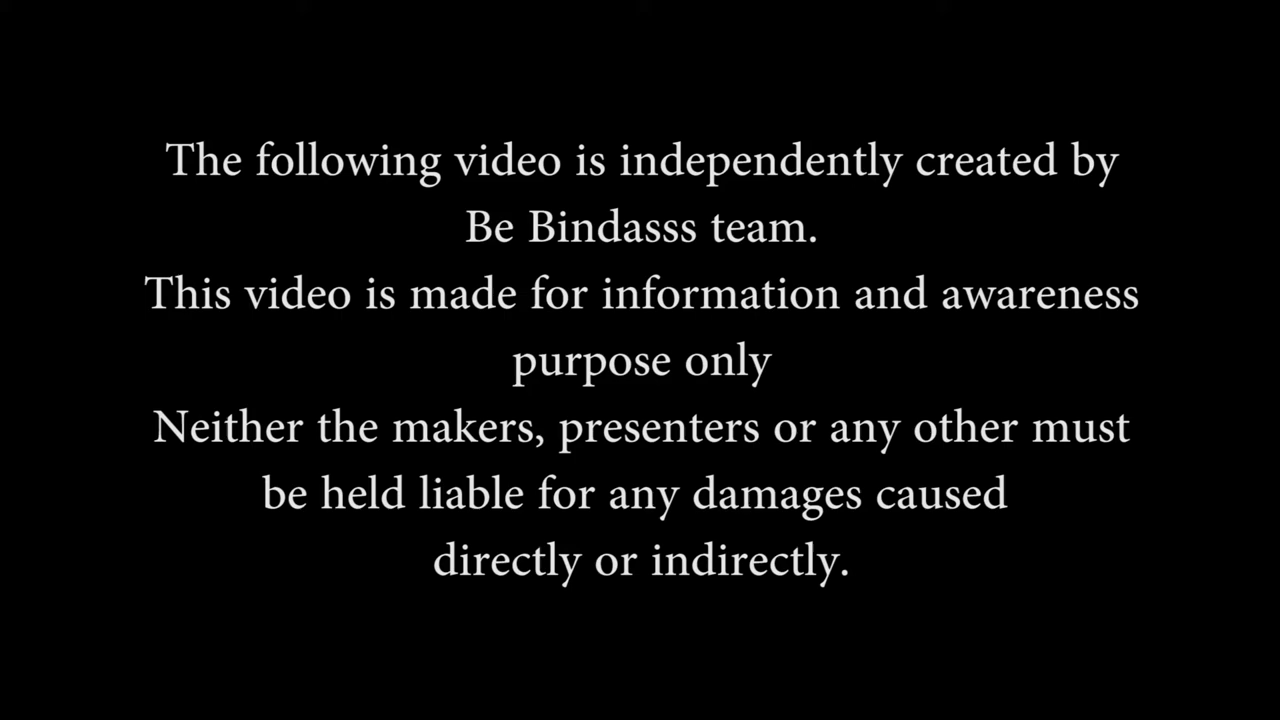 The following video is independently created by
Be Bindasss team.
This video is made for information and awareness
purpose only
Neither the makers, presenters or any other must
be held liable for any damages caused
directly or indirectly.